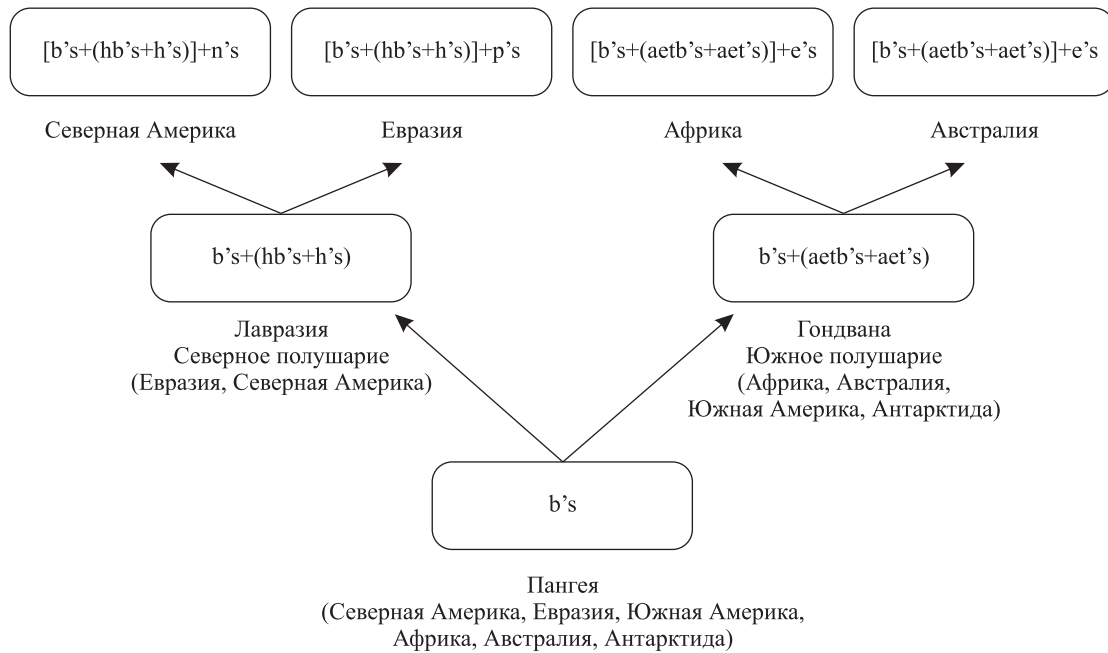 [b’s+(hb’s+h’s)]+n’s
[b’s+(hb’s+h’s)]+p’s
[b’s+(aetb’s+aet’s)]+e’s
[b’s+(aetb’s+aet’s)]+e’s
Северная Америка
Евразия
Африка
Австралия
b’s+(hb’s+h’s)
b’s+(aetb’s+aet’s)
Лавразия
Северное полушарие
(Евразия, Северная Америка)
Гондвана
Южное полушарие
(Африка, Австралия,
Южная Америка, Антарктида)
b’s
Пангея
(Северная Америка, Евразия, Южная Америка,
Африка, Австралия, Антарктида)